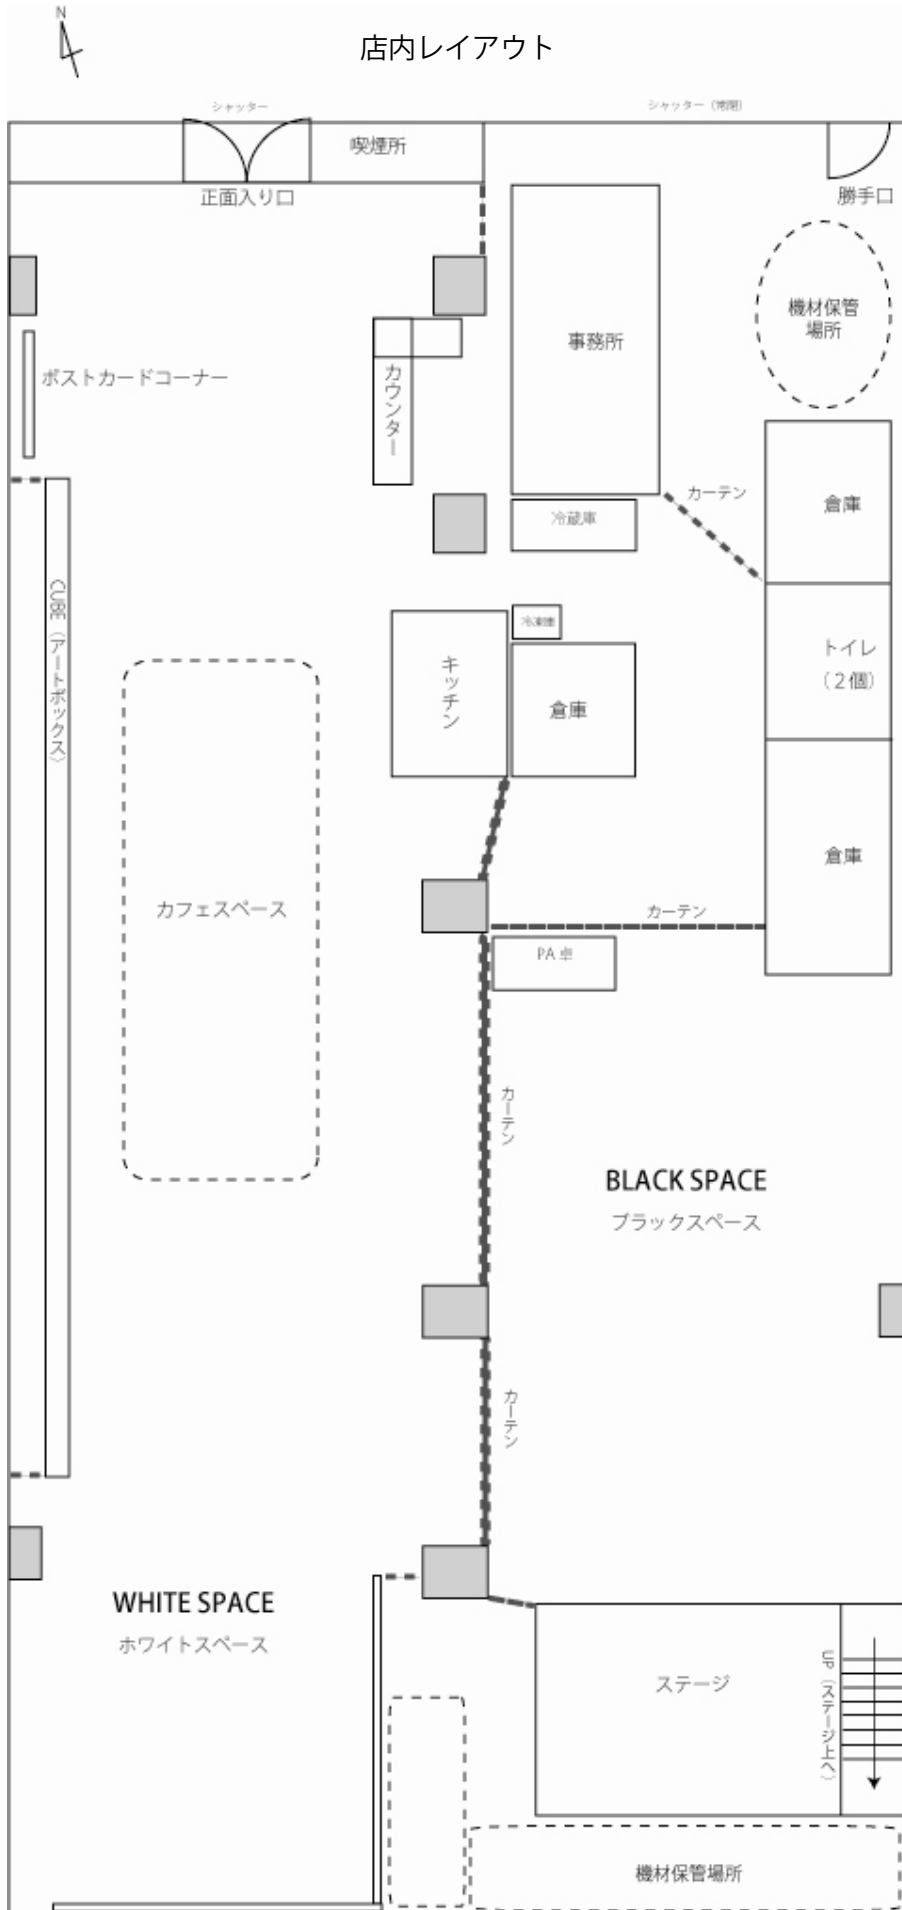 N
店内レイアウト
シャッター
シャッター（常閉）
喫煙所
正面入り口
勝手口
機材保管
場所
事務所
ポストカードコーナー
カウンター
カーテン
冷蔵庫
倉庫
CUBE（アートボックス）
冷凍庫
キッチン
倉庫
トイレ
（２個）
倉庫
カフェスペース
カーテン
PA 卓
カーテン
BLACK SPACE
ブラックスペース
カーテン
WHITE SPACE
ホワイトスペース
ステージ
UP（ステージ上へ）
機材保管場所